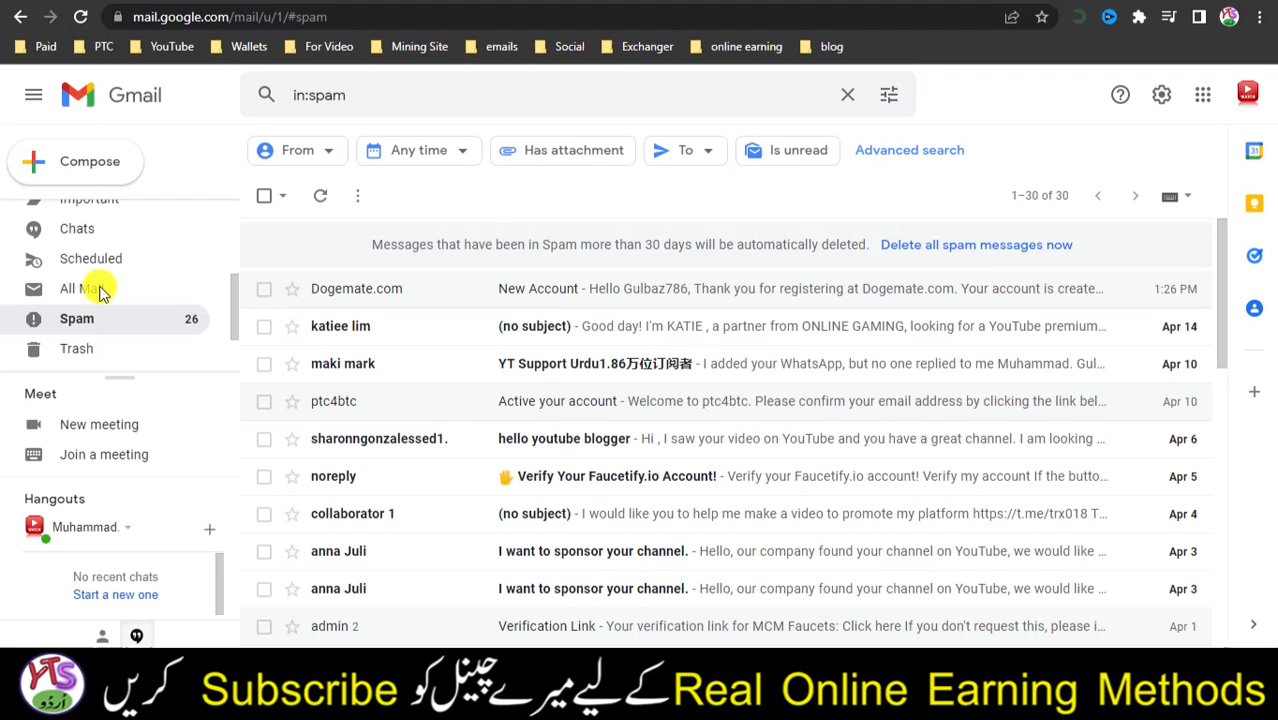 mail.google.com/mail/u/1/#spam
Paid PTC YouTube Wallets For Video Mining Site emails Social Exchanger online earning blog
Gmail
in:spam
Compose
From Any time Has attachment To Is unread Advanced search
1–30 of 30
Important
Chats
Scheduled
All Mail
Spam 26
Trash
Meet
New meeting
Join a meeting
Hangouts
Muhammad.
No recent chats
Start a new one
Messages that have been in Spam more than 30 days will be automatically deleted. Delete all spam messages now
Dogemate.com New Account - Hello Gulbaz786, Thank you for registering at Dogemate.com. Your account is create... 1:26 PM
katiee lim (no subject) - Good day! I'm KATIE , a partner from ONLINE GAMING, looking for a YouTube premium... Apr 14
maki mark YT Support Urdu1.86万位订阅者 - I added your WhatsApp, but no one replied to me Muhammad. Gul... Apr 10
ptc4btc Active your account - Welcome to ptc4btc. Please confirm your email address by clicking the link bel... Apr 10
sharonngonzalessed1. hello youtube blogger - Hi , I saw your video on YouTube and you have a great channel. I am looking ... Apr 6
noreply 🖐 Verify Your Faucetify.io Account! - Verify your Faucetify.io account! Verify my account If the butto... Apr 5
collaborator 1 (no subject) - I would like you to help me make a video to promote my platform https://t.me/trx018 T... Apr 4
anna Juli I want to sponsor your channel. - Hello, our company found your channel on YouTube, we would like ... Apr 3
anna Juli I want to sponsor your channel. - Hello, our company found your channel on YouTube, we would like ... Apr 3
admin 2 Verification Link - Your verification link for MCM Faucets: Click here If you don't request this, please i... Apr 1
YTS اردو
Real Online Earning Methods کے لیے میرے چینل کو Subscribe کریں